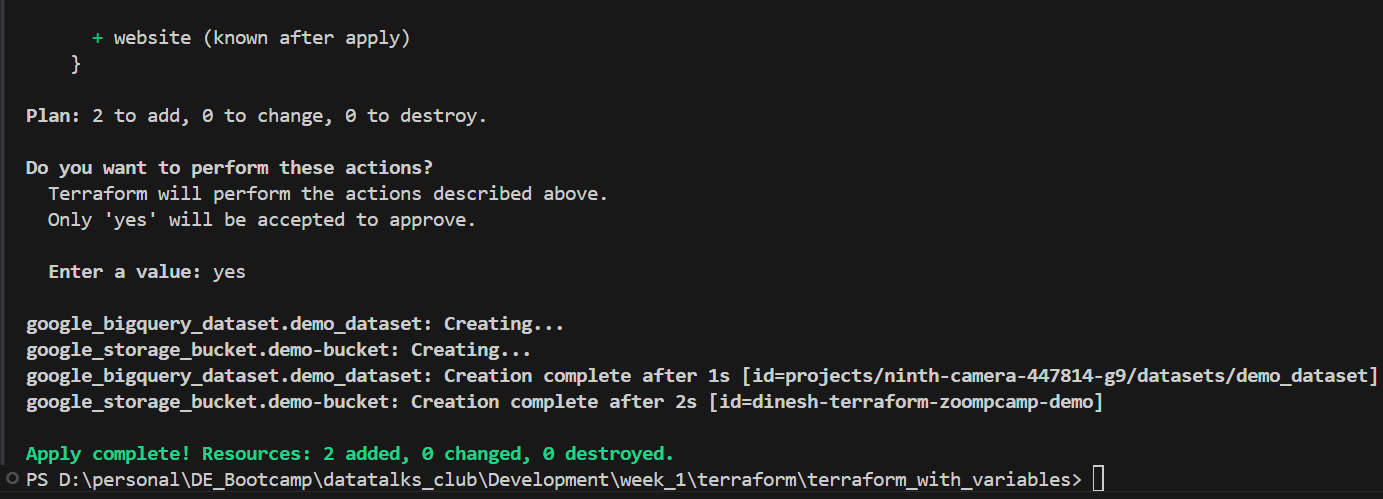 + website (known after apply)
}
Plan: 2 to add, 0 to change, 0 to destroy.
Do you want to perform these actions?
Terraform will perform the actions described above.
Only 'yes' will be accepted to approve.
Enter a value: yes
google_bigquery_dataset.demo_dataset: Creating...
google_storage_bucket.demo-bucket: Creating...
google_bigquery_dataset.demo_dataset: Creation complete after 1s [id=projects/ninth-camera-447814-g9/datasets/demo_dataset]
google_storage_bucket.demo-bucket: Creation complete after 2s [id=dinesh-terraform-zoompcamp-demo]
Apply complete! Resources: 2 added, 0 changed, 0 destroyed.
PS D:\personal\DE_Bootcamp\datatalks_club\Development\week_1\terraform\terraform_with_variables>